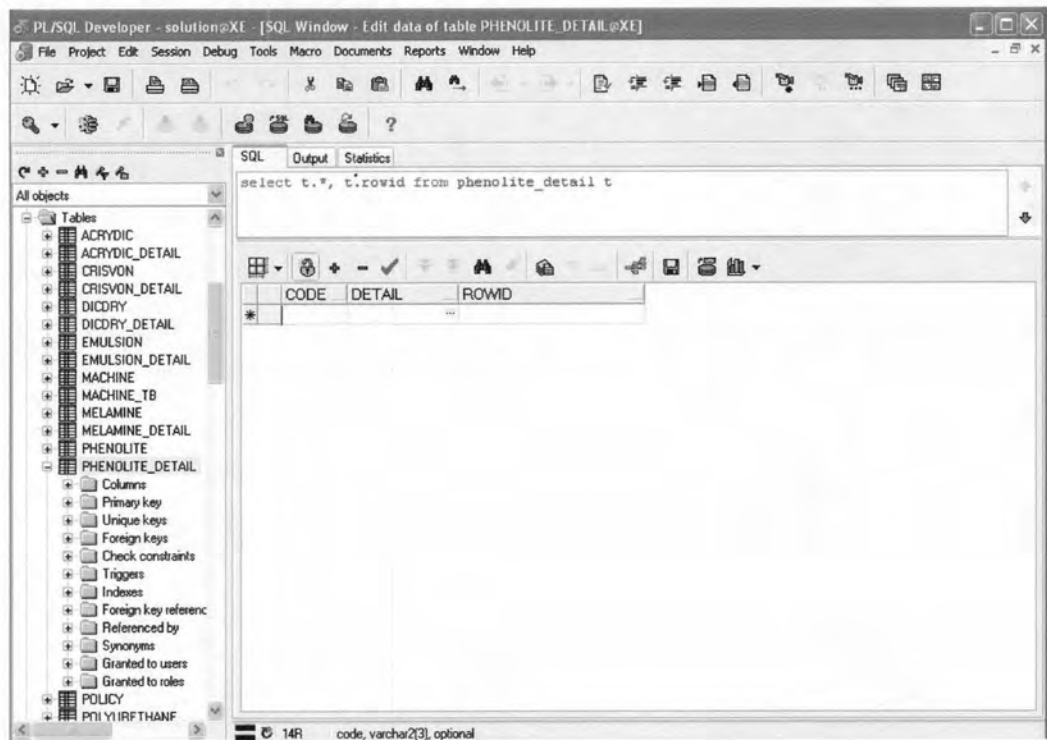 PL/SQL Developer - solution@XE - [SQL Window - Edit data of table PHENOLITE_DETAIL@XE]
File Project Edit Session Debug Tools Macro Documents Reports Window Help
SQL Output Statistics
select t.*, t.rowid from phenolite_detail t
All objects
Tables
ACRYDIC
ACRYDIC_DETAIL
CRISVON
CRISVON_DETAIL
DICDRY
DICDRY_DETAIL
EMULSION
EMULSION_DETAIL
MACHINE
MACHINE_TB
MELAMINE
MELAMINE_DETAIL
PHENOLITE
PHENOLITE_DETAIL
Columns
Primary key
Unique keys
Foreign keys
Check constraints
Triggers
Indexes
Foreign key referenc
Referenced by
Synonyms
Granted to users
Granted to roles
POLICY
POLYURETHANE
CODE DETAIL ROWID
14R code, varchar2[3], optional